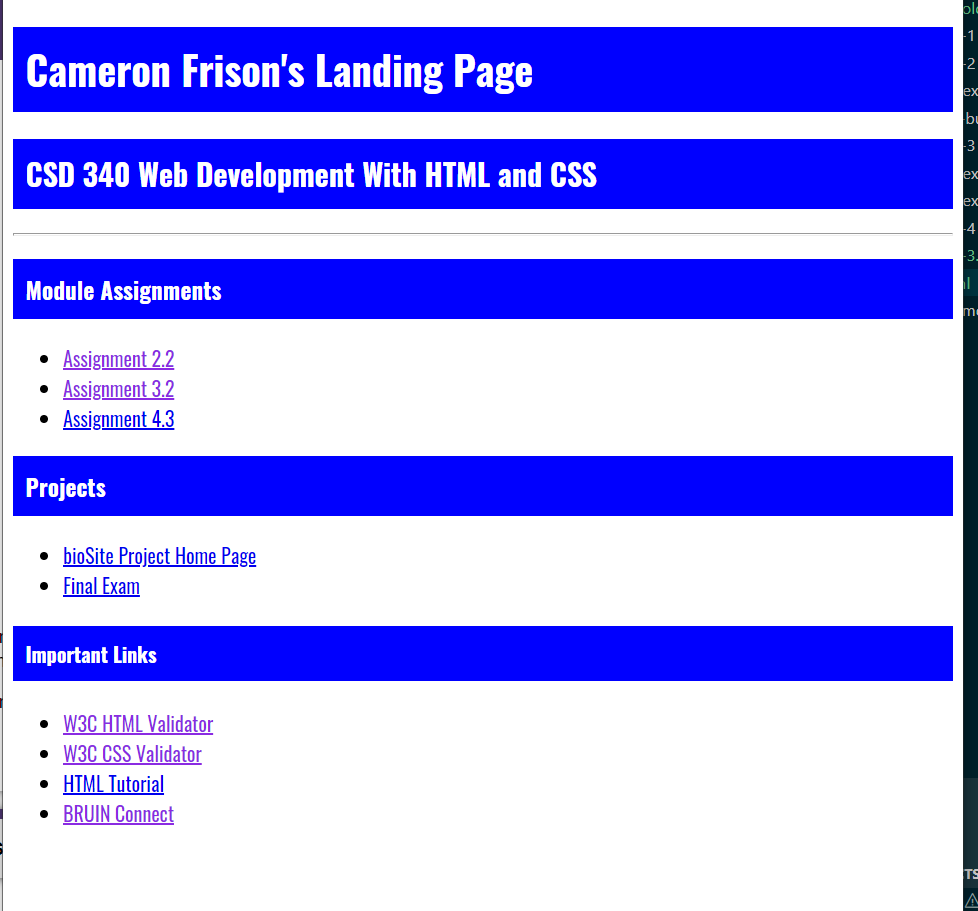 Cameron Frison's Landing Page
CSD 340 Web Development With HTML and CSS
Module Assignments
Assignment 2.2
Assignment 3.2
Assignment 4.3
Projects
bioSite Project Home Page
Final Exam
Important Links
W3C HTML Validator
W3C CSS Validator
HTML Tutorial
BRUIN Connect